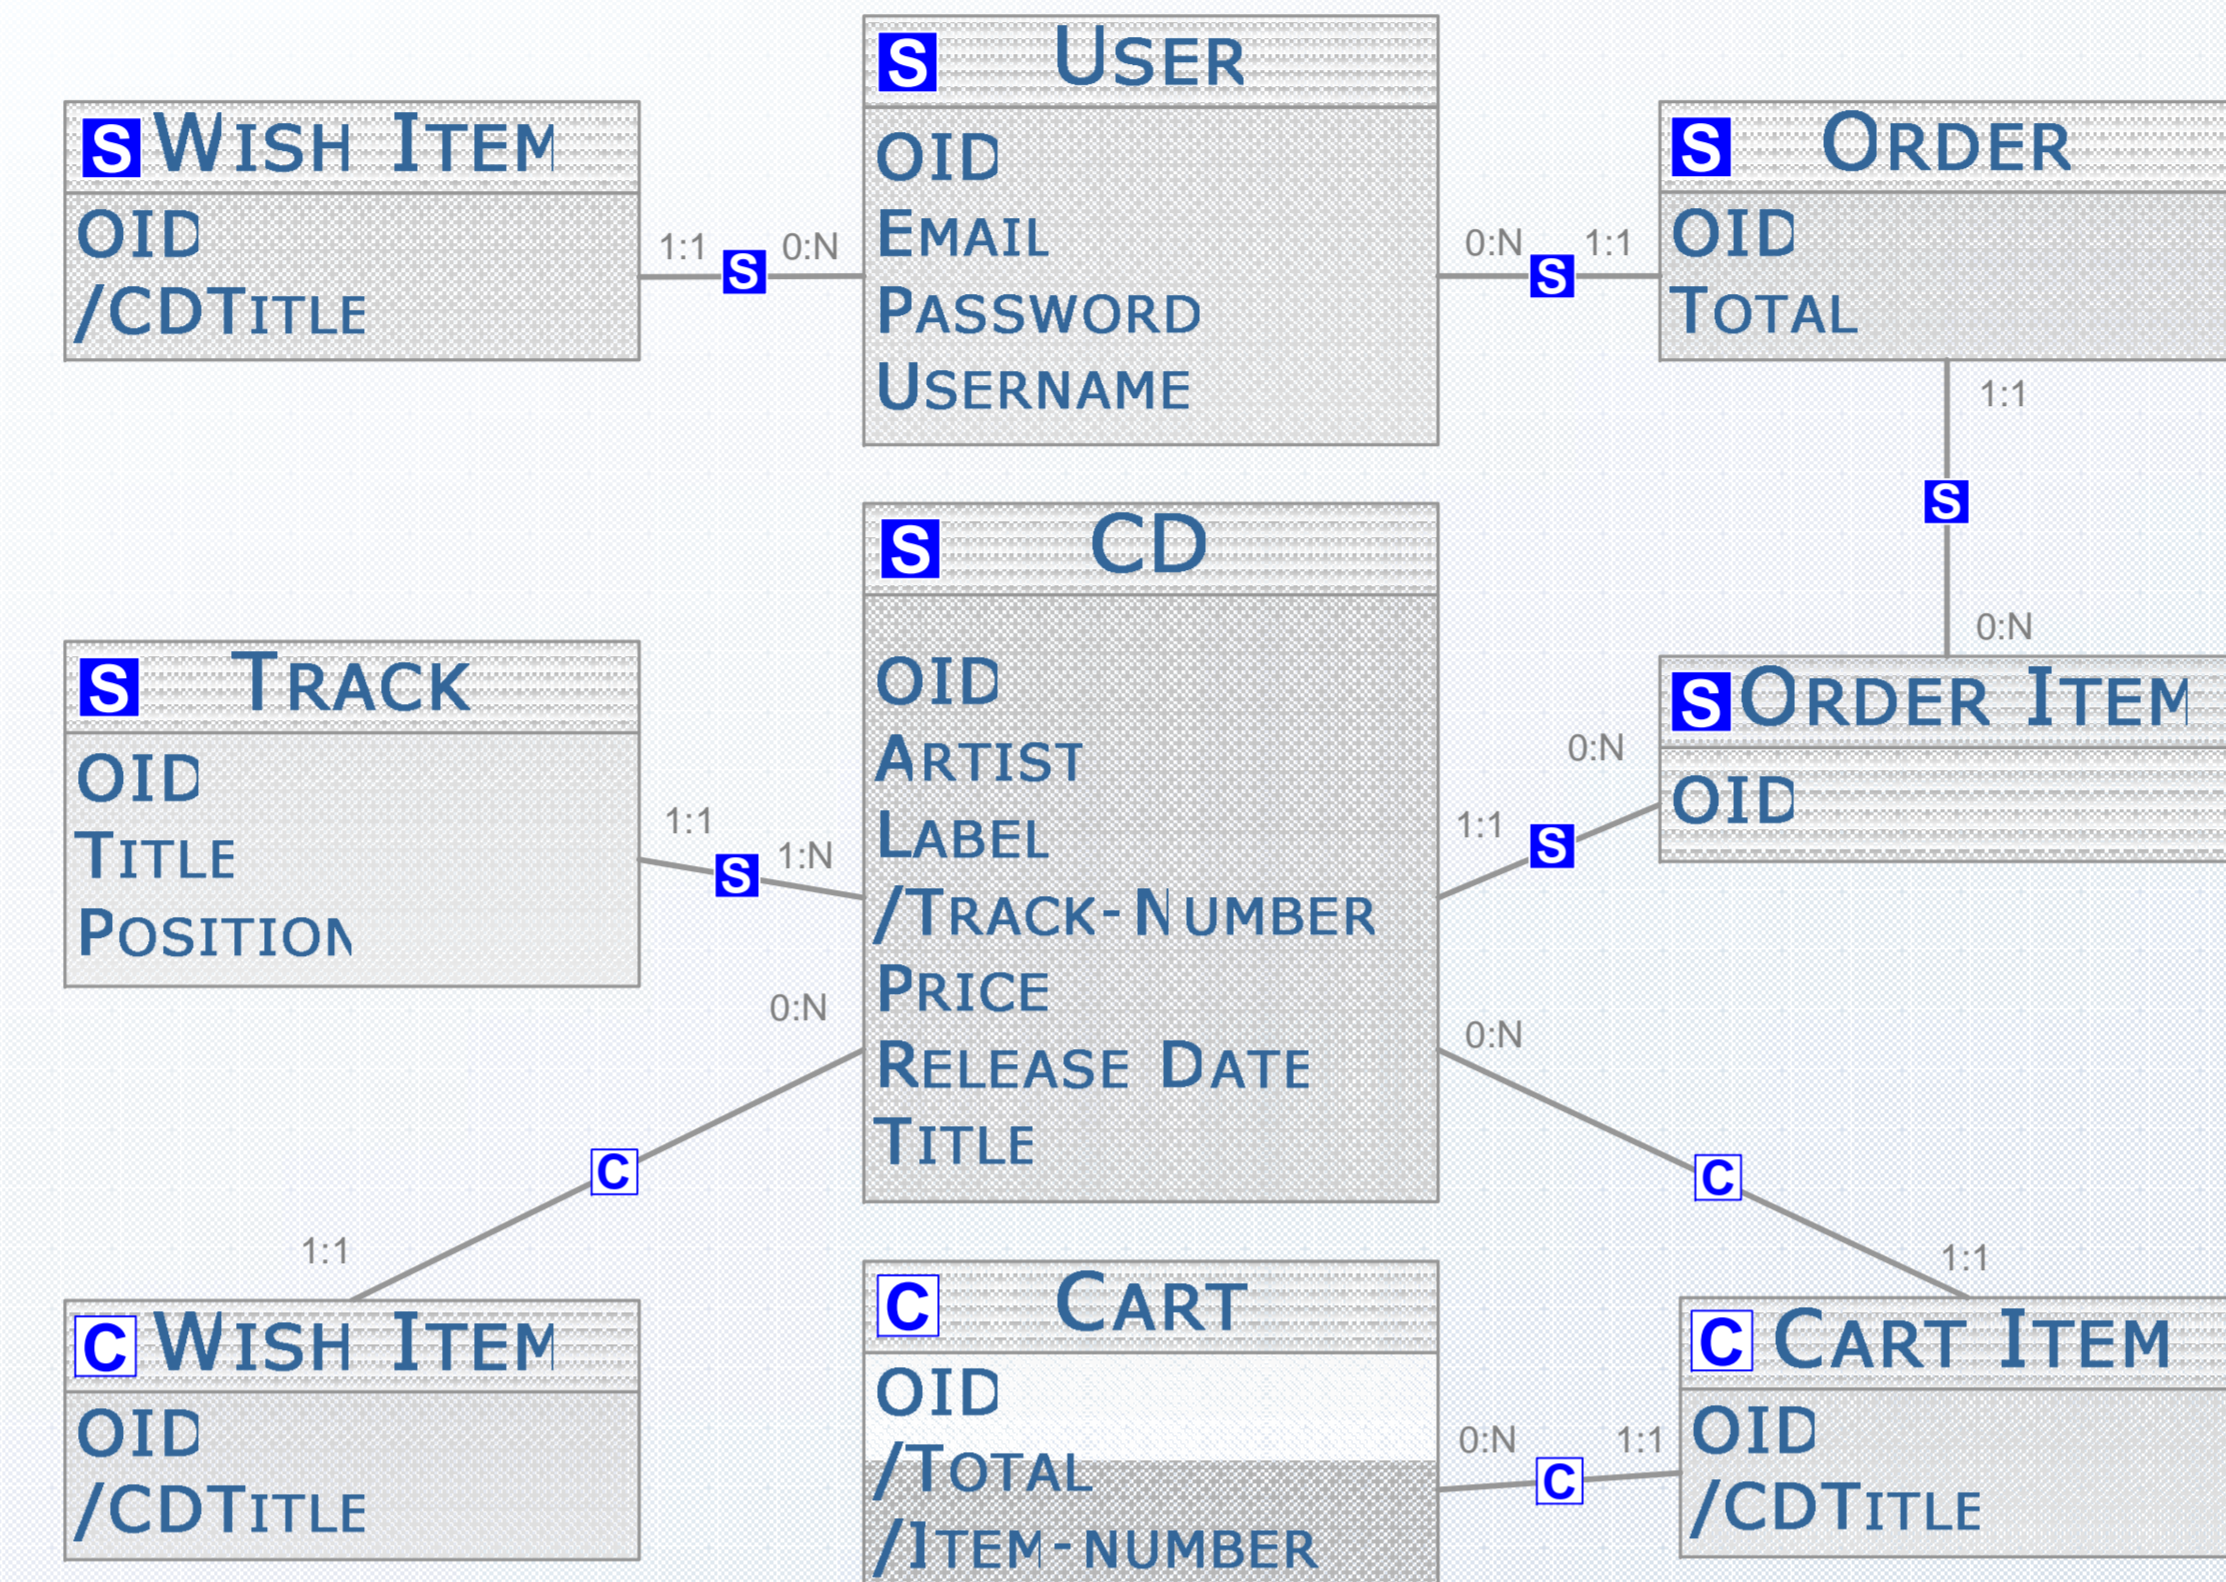 S USER
OID
EMAIL
PASSWORD
USERNAME
S WISH ITEM
OID
/CDTITLE
1:1 S 0:N
0:N S 1:1
S ORDER
OID
TOTAL
1:1
S
0:N
S CD
OID
ARTIST
LABEL
/TRACK-NUMBER
PRICE
RELEASE DATE
TITLE
S TRACK
OID
TITLE
POSITION
1:1
S 1:N
S ORDER ITEM
OID
0:N
1:1 S
0:N
C
1:1
0:N
C
1:1
C WISH ITEM
OID
/CDTITLE
C CART
OID
/TOTAL
/ITEM-NUMBER
0:N C 1:1
C CART ITEM
OID
/CDTITLE